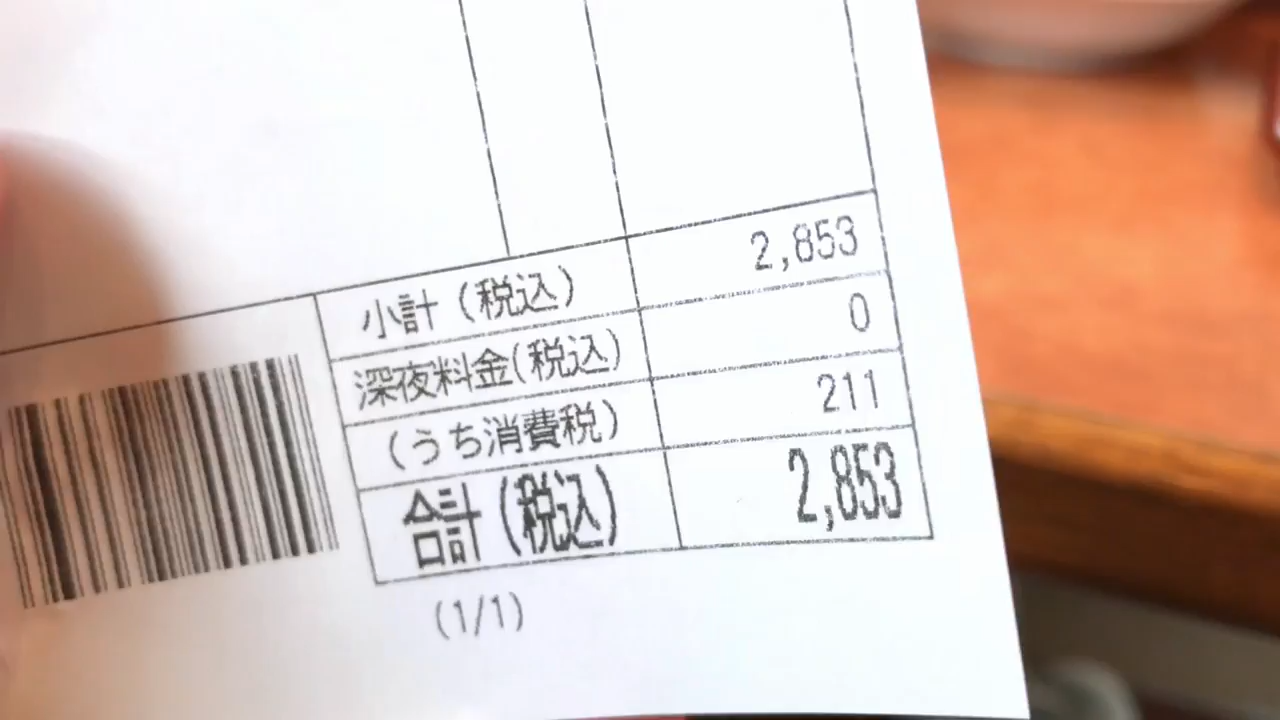 小計(税込) 2,853
深夜料金(税込) 0
(うち消費税) 211
合計(税込) 2,853
(1/1)